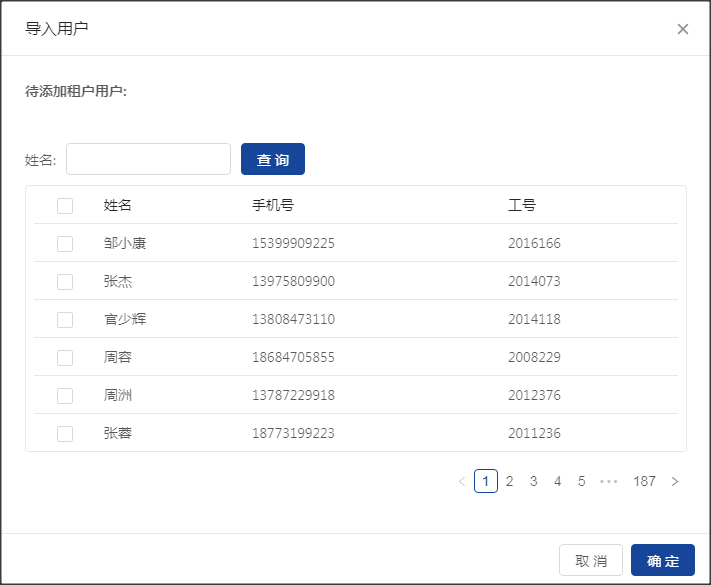 导入用户
待添加租户用户:
姓名: 查 询
姓名 手机号 工号
邹小康 15399909225 2016166
张杰 13975809900 2014073
官少辉 13808473110 2014118
周容 18684705855 2008229
周洲 13787229918 2012376
张蓉 18773199223 2011236
< 1 2 3 4 5 ••• 187 >
取 消 确 定